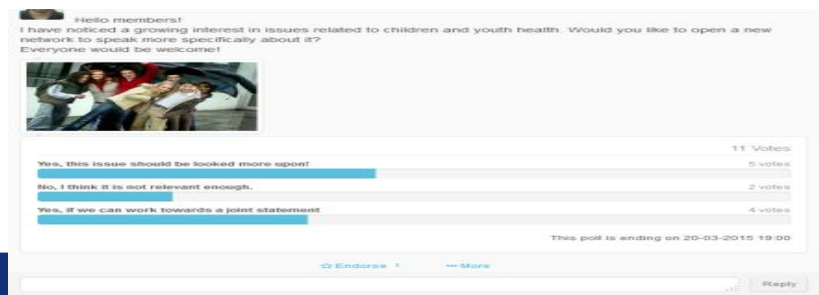 Hello members!
I have noticed a growing interest in issues related to children and youth health. Would you like to open a new
network to speak more specifically about it?
Everyone would be welcome!
11 Votes
Yes, this issue should be looked more upon! 5 votes
No, I think it is not relevant enough. 2 votes
Yes, if we can work towards a joint statement 4 votes
This poll is ending on 20-03-2015 19:00
Endorse 1 ••• More
Reply